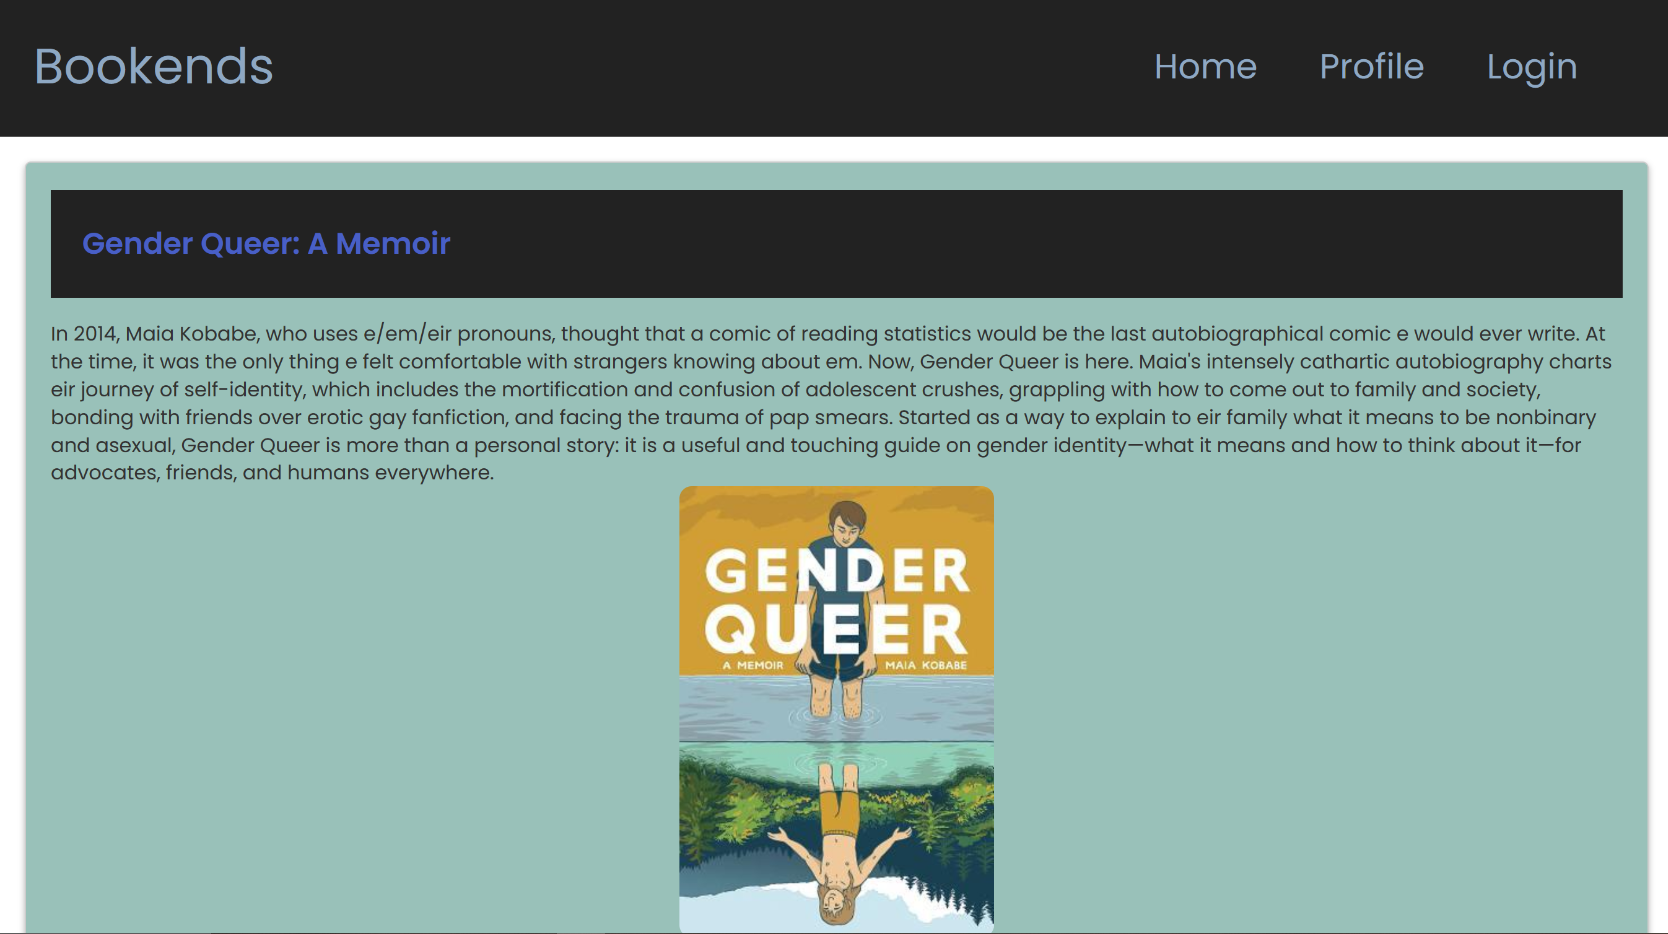 Bookends
Home Profile Login
Gender Queer: A Memoir
In 2014, Maia Kobabe, who uses e/em/eir pronouns, thought that a comic of reading statistics would be the last autobiographical comic e would ever write. At
the time, it was the only thing e felt comfortable with strangers knowing about em. Now, Gender Queer is here. Maia's intensely cathartic autobiography charts
eir journey of self-identity, which includes the mortification and confusion of adolescent crushes, grappling with how to come out to family and society,
bonding with friends over erotic gay fanfiction, and facing the trauma of pap smears. Started as a way to explain to eir family what it means to be nonbinary
and asexual, Gender Queer is more than a personal story: it is a useful and touching guide on gender identity—what it means and how to think about it—for
advocates, friends, and humans everywhere.
GENDER
QUEER
A MEMOIR MAIA KOBABE